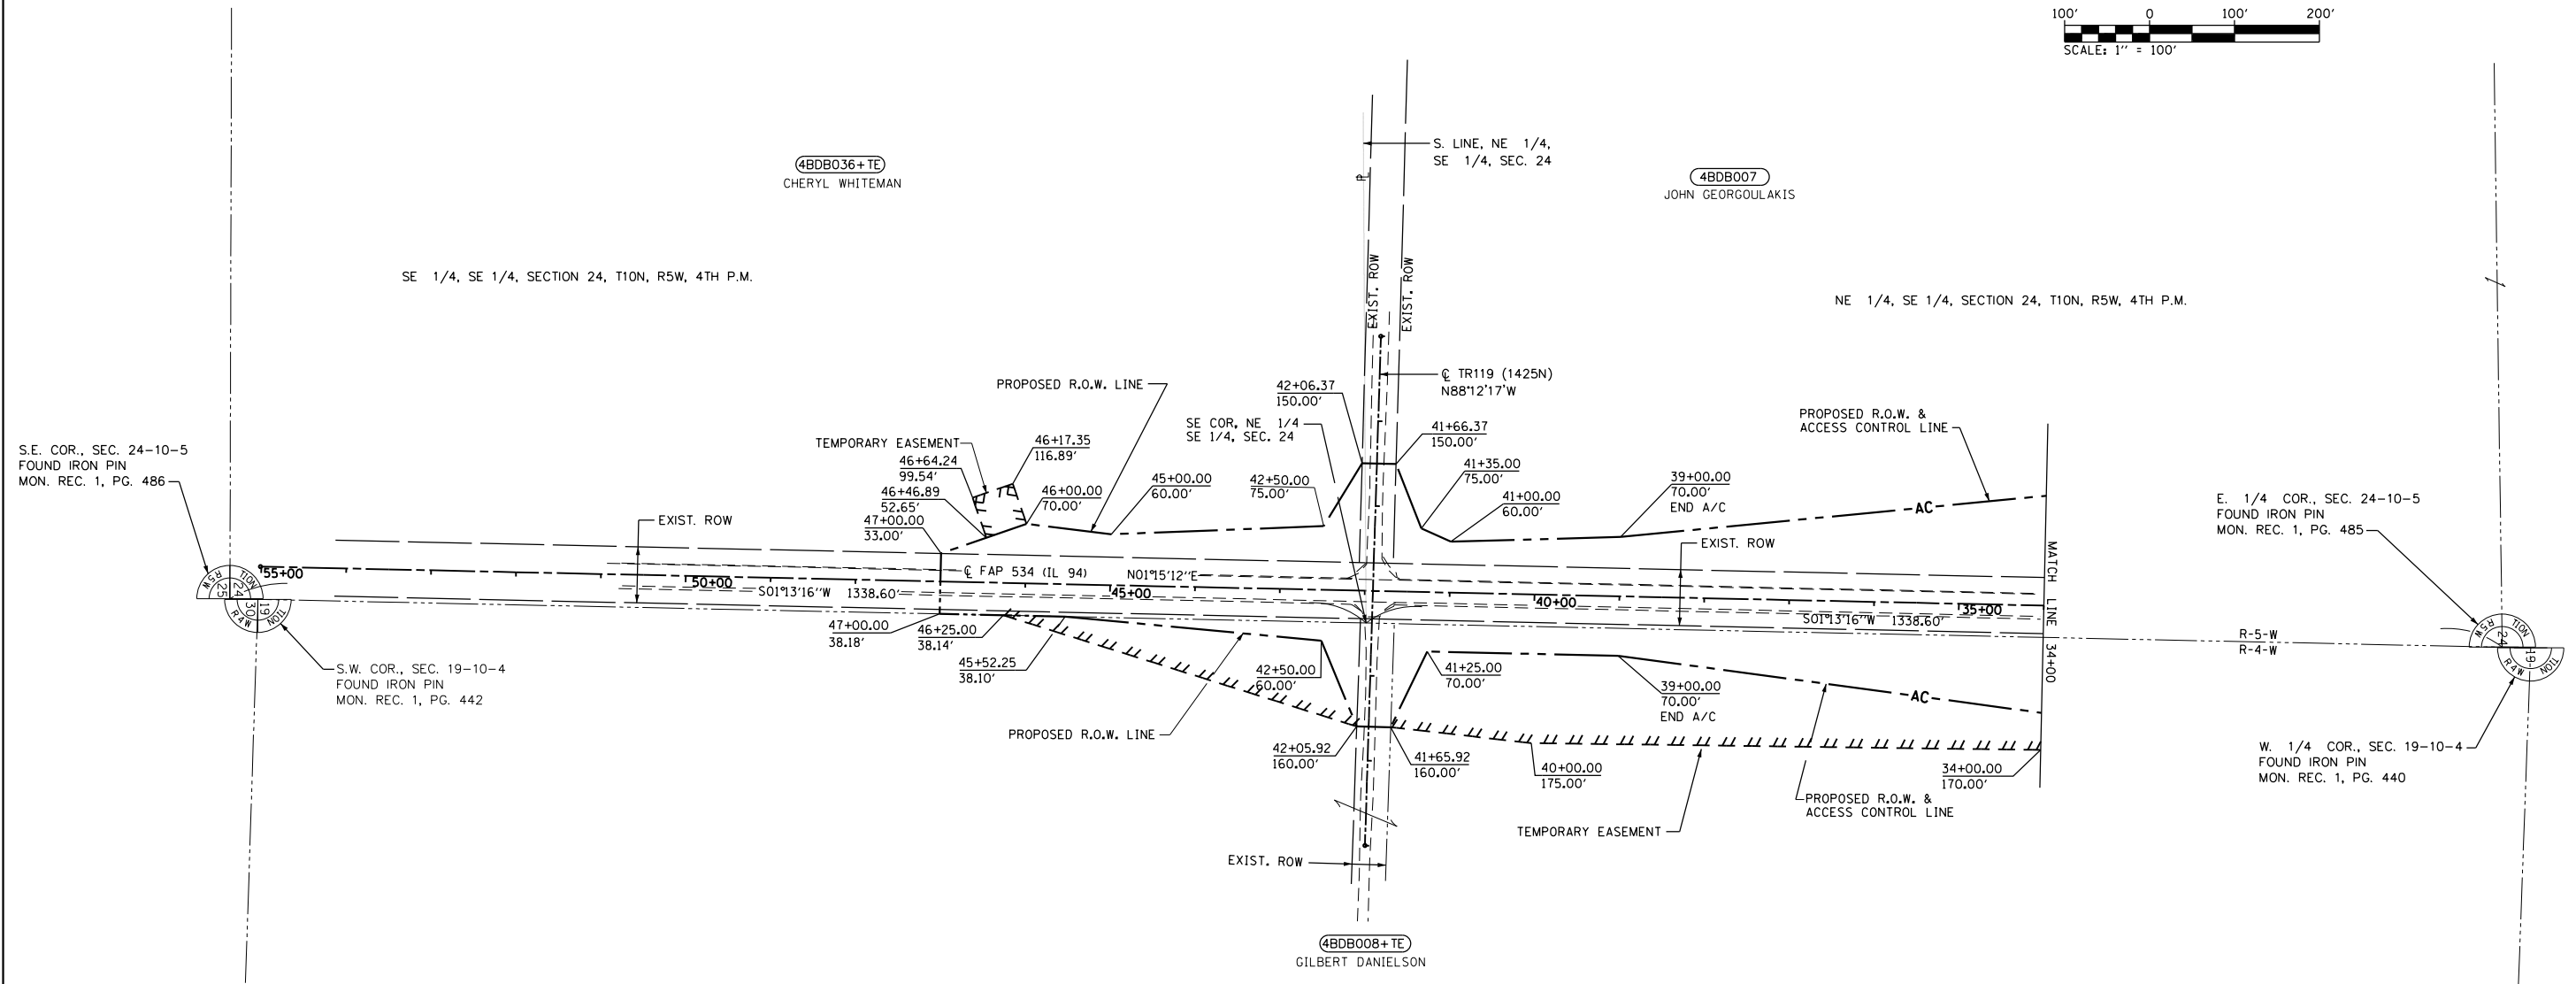 100' 0 100' 200'
SCALE: 1'' = 100'
S. LINE, NE 1/4,
SE 1/4, SEC. 24
4BDB036+TE
CHERYL WHITEMAN
4BDB007
JOHN GEORGOULAKIS
SE 1/4, SE 1/4, SECTION 24, T10N, R5W, 4TH P.M.
NE 1/4, SE 1/4, SECTION 24, T10N, R5W, 4TH P.M.
EXIST. ROW
EXIST. ROW
℄ TR119 (1425N)
N88°12'17'W
PROPOSED R.O.W. LINE
42+06.37
150.00'
SE COR, NE 1/4
SE 1/4, SEC. 24
41+66.37
150.00'
PROPOSED R.O.W. &
ACCESS CONTROL LINE
S.E. COR., SEC. 24-10-5
FOUND IRON PIN
MON. REC. 1, PG. 486
TEMPORARY EASEMENT
46+17.35
116.89'
46+64.24
99.54'
46+46.89
52.65'
47+00.00
33.00'
46+00.00
70.00'
45+00.00
60.00'
42+50.00
75.00'
41+35.00
75.00'
41+00.00
60.00'
39+00.00
70.00'
END A/C
AC
E. 1/4 COR., SEC. 24-10-5
FOUND IRON PIN
MON. REC. 1, PG. 485
EXIST. ROW
EXIST. ROW
MATCH LINE 34+00
55+00
50+00
45+00
40+00
35+00
℄ FAP 534 (IL 94)
N01°15'12''E
S01°13'16''W 1338.60'
S01°13'16''W 1338.60'
R5W
T10N
24
25
30
19
R4W
T10N
R-5-W
R-4-W
R5W
T10N
24
19
R4W
T10N
S.W. COR., SEC. 19-10-4
FOUND IRON PIN
MON. REC. 1, PG. 442
47+00.00
38.18'
46+25.00
38.14'
45+52.25
38.10'
42+50.00
60.00'
41+25.00
70.00'
39+00.00
70.00'
END A/C
AC
PROPOSED R.O.W. LINE
42+05.92
160.00'
41+65.92
160.00'
40+00.00
175.00'
34+00.00
170.00'
PROPOSED R.O.W. &
ACCESS CONTROL LINE
TEMPORARY EASEMENT
W. 1/4 COR., SEC. 19-10-4
FOUND IRON PIN
MON. REC. 1, PG. 440
EXIST. ROW
4BDB008+TE
GILBERT DANIELSON